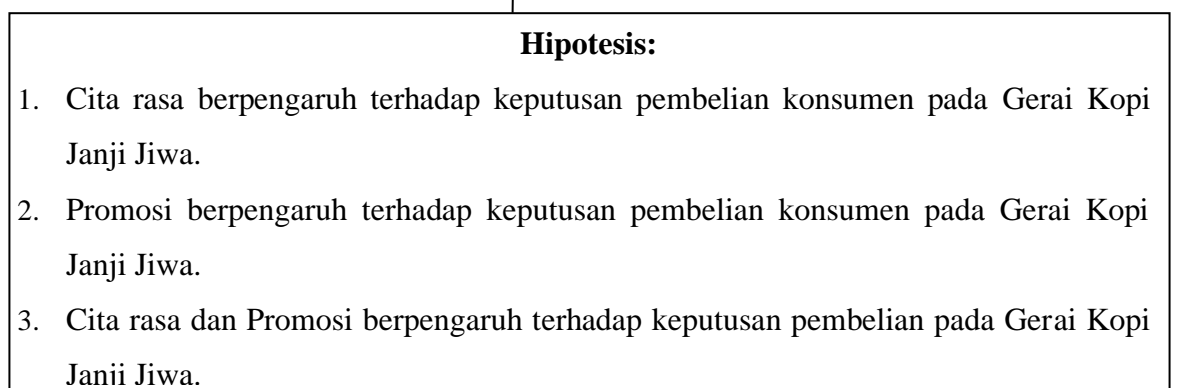 Hipotesis:
1. Cita rasa berpengaruh terhadap keputusan pembelian konsumen pada Gerai Kopi
Janji Jiwa.
2. Promosi berpengaruh terhadap keputusan pembelian konsumen pada Gerai Kopi
Janji Jiwa.
3. Cita rasa dan Promosi berpengaruh terhadap keputusan pembelian pada Gerai Kopi
Janji Jiwa.